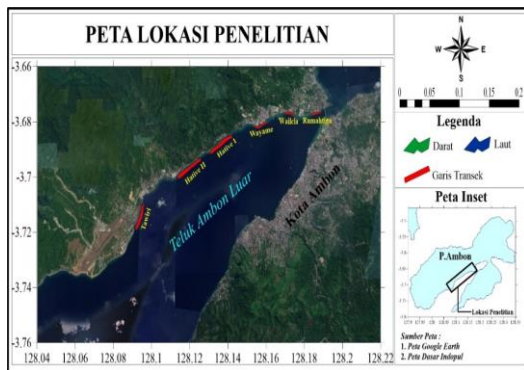 PETA LOKASI PENELITIAN
-3.66
-3.68
-3.7
-3.72
-3.74
-3.76
128.04 128.06 128.08 128.1 128.12 128.14 128.16 128.18 128.2 128.22
Rumahtiga
Wailela
Wayame
Hative I
Hative II
Tawiri
Teluk Ambon Luar
Kota Ambon
N
W E
S
0 0.05 0.1 0.15 0.2
Legenda
Darat Laut
Garis Transek
Peta Inset
P.Ambon
Lokasi Penelitian
Sumber Peta :
1. Peta Google Earth
2. Peta Dasar Indopul